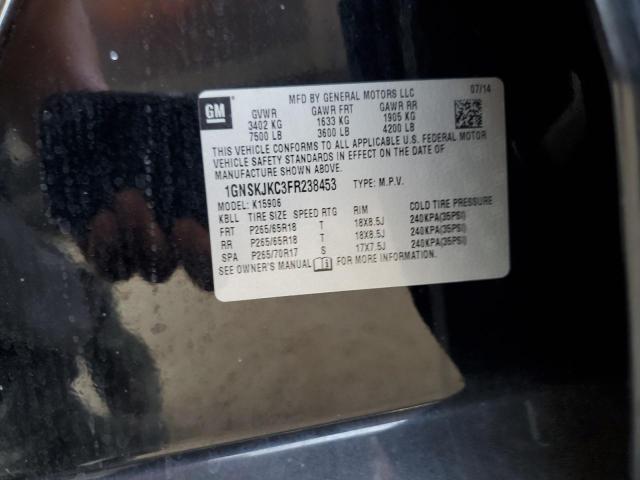 GM
MFD BY GENERAL MOTORS LLC 07/14
GVWR GAWR FRT GAWR RR
3402 KG 1633 KG 1905 KG
7500 LB 3600 LB 4200 LB
THIS VEHICLE CONFORMS TO ALL APPLICABLE U.S. FEDERAL MOTOR
VEHICLE SAFETY STANDARDS IN EFFECT ON THE DATE OF
MANUFACTURE SHOWN ABOVE.
1GNSKJKC3FR238453 TYPE: M.P.V.
MODEL: K15906
KBLL TIRE SIZE SPEED RTG RIM COLD TIRE PRESSURE
FRT P265/65R18 T 18X8.5J 240KPA(35PSI)
RR P265/65R18 T 18X8.5J 240KPA(35PSI)
SPA P265/70R17 S 17X7.5J 240KPA(35PSI)
SEE OWNER'S MANUAL FOR MORE INFORMATION.